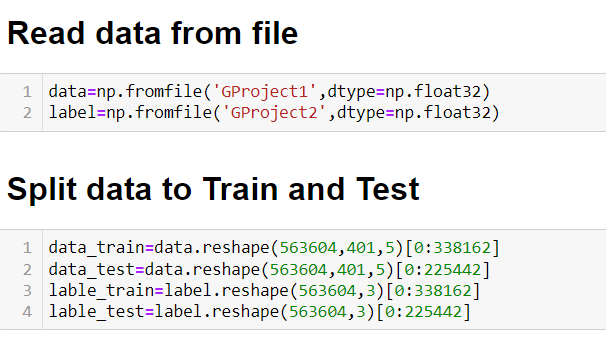 Read data from file
1 data=np.fromfile('GProject1',dtype=np.float32)
2 label=np.fromfile('GProject2',dtype=np.float32)
Split data to Train and Test
1 data_train=data.reshape(563604,401,5)[0:338162]
2 data_test=data.reshape(563604,401,5)[0:225442]
3 lable_train=label.reshape(563604,3)[0:338162]
4 lable_test=label.reshape(563604,3)[0:225442]